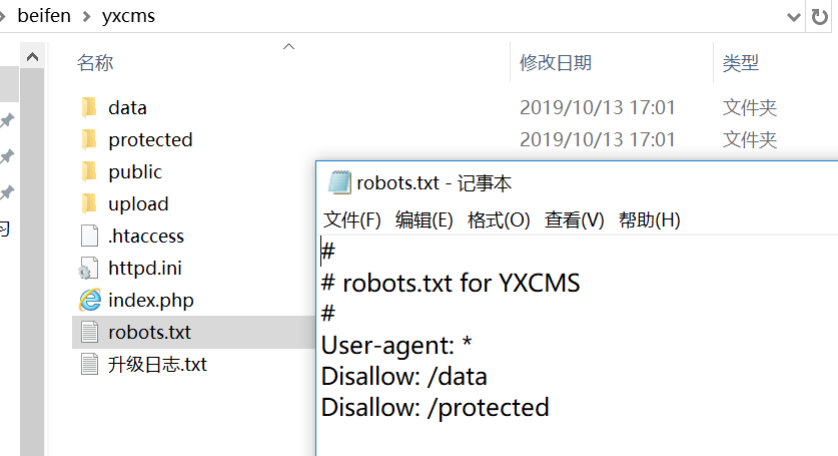 beifen > yxcms
名称 修改日期 类型
data 2019/10/13 17:01 文件夹
protected 2019/10/13 17:01 文件夹
public
upload
.htaccess
httpd.ini
index.php
robots.txt
升级日志.txt
robots.txt - 记事本
文件(F) 编辑(E) 格式(O) 查看(V) 帮助(H)
#
# robots.txt for YXCMS
#
User-agent: *
Disallow: /data
Disallow: /protected